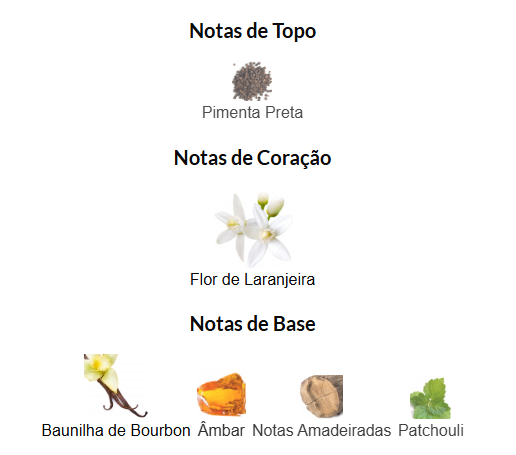 Notas de Topo
Pimenta Preta
Notas de Coração
Flor de Laranjeira
Notas de Base
Baunilha de Bourbon Âmbar Notas Amadeiradas Patchouli